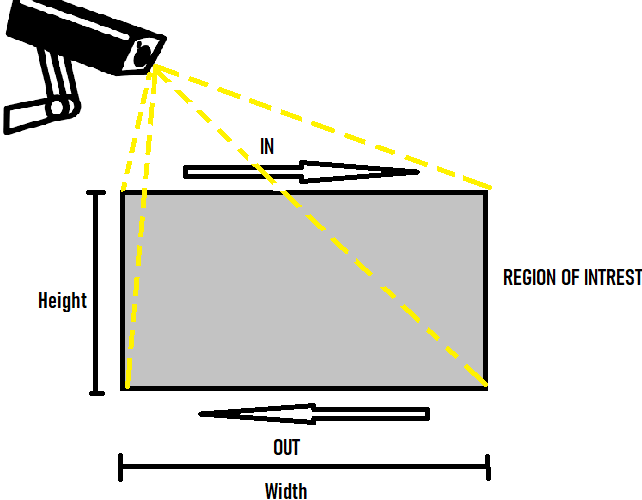 IN
REGION OF INTREST
Height
OUT
Width